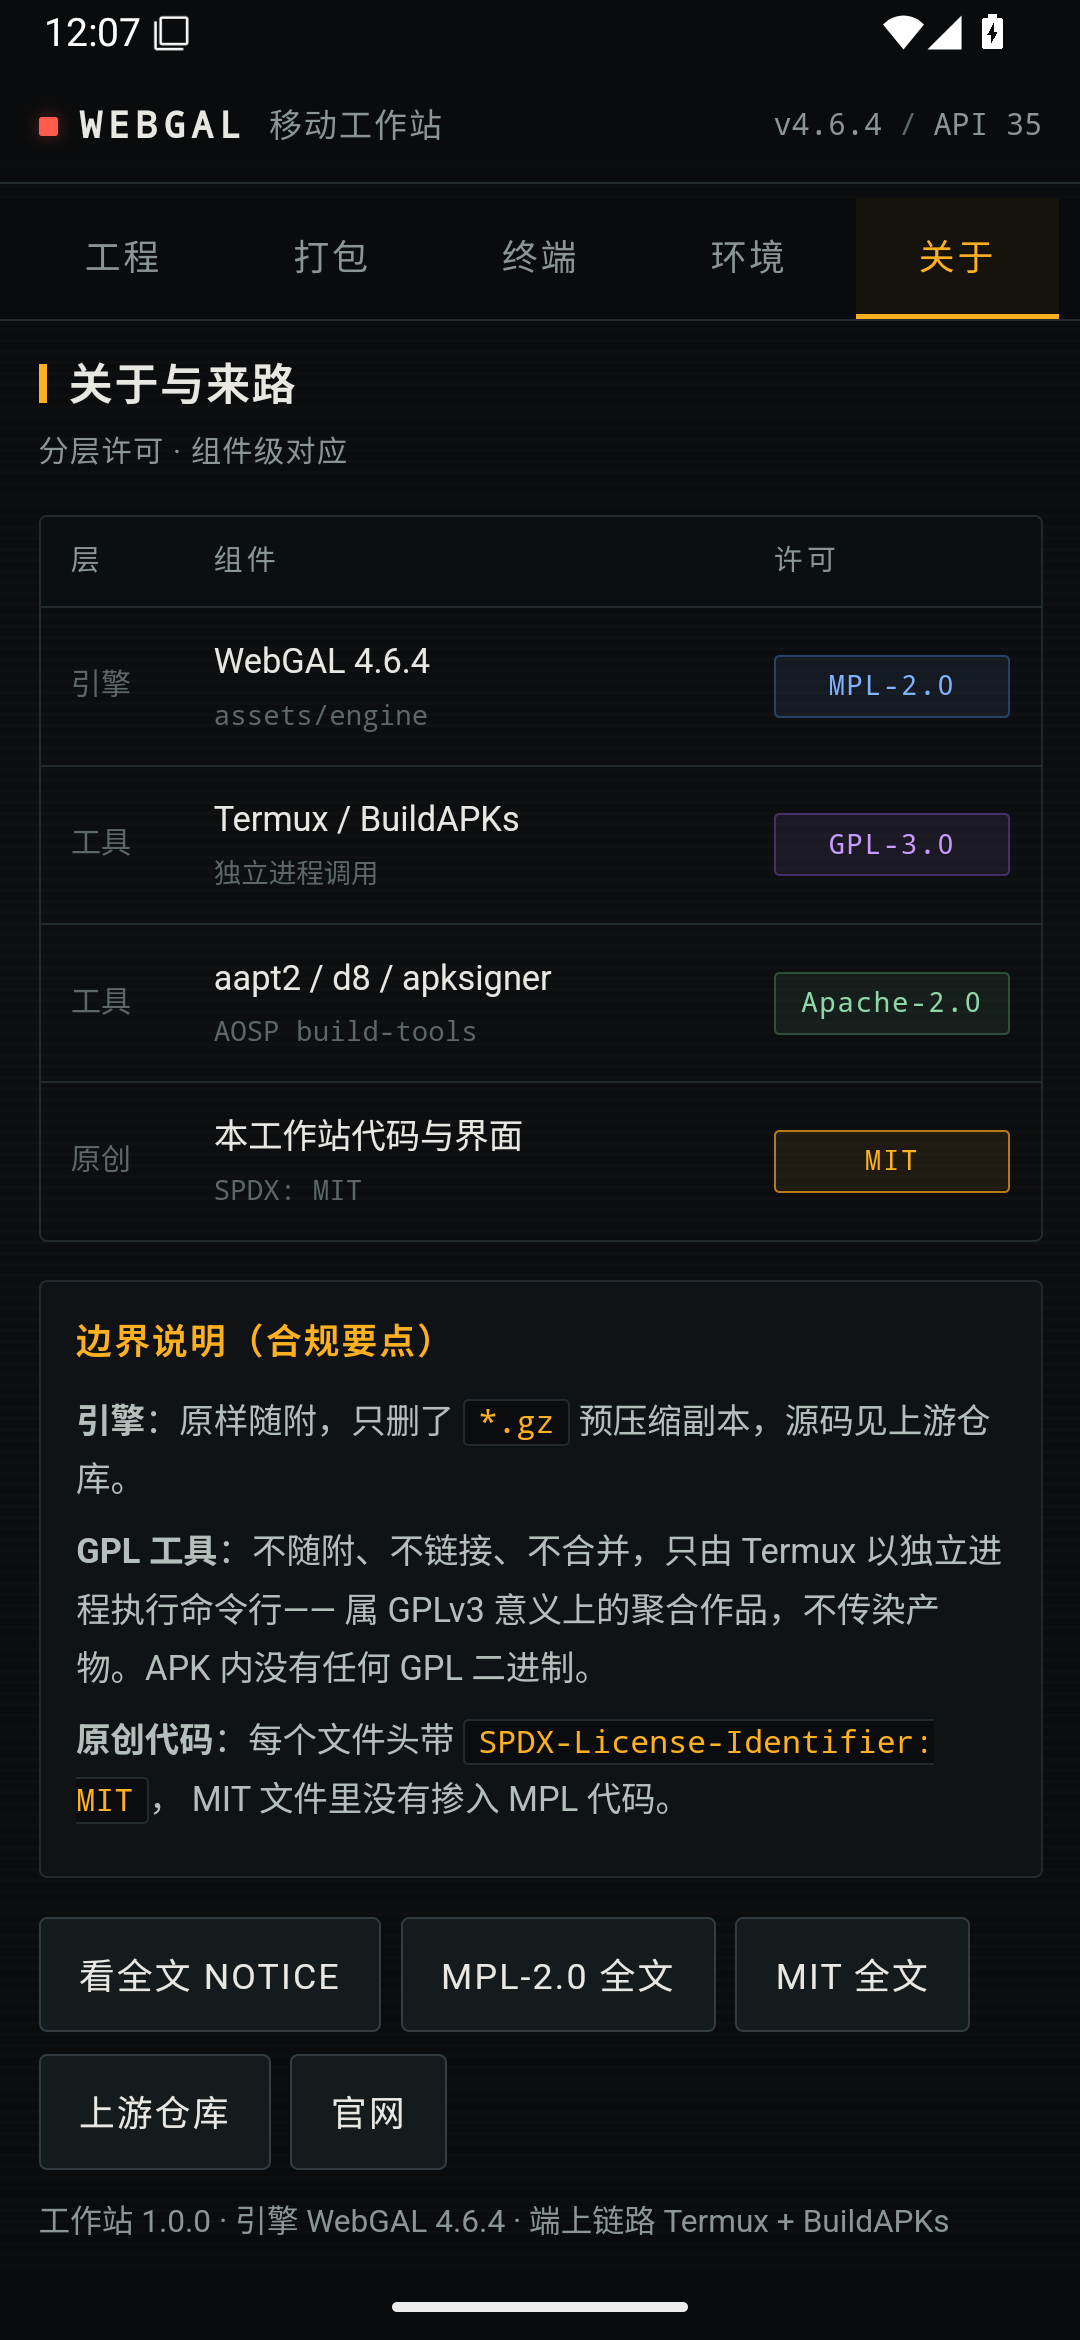 12:07
WEBGAL 移动工作站 v4.6.4 / API 35
工程 打包 终端 环境 关于
关于与来路
分层许可 · 组件级对应
层 组件 许可
引擎 WebGAL 4.6.4 MPL-2.0
assets/engine
工具 Termux / BuildAPKs GPL-3.0
独立进程调用
工具 aapt2 / d8 / apksigner Apache-2.0
AOSP build-tools
原创 本工作站代码与界面 MIT
SPDX: MIT
边界说明（合规要点）
引擎：原样随附，只删了 *.gz 预压缩副本，源码见上游仓
库。
GPL 工具：不随附、不链接、不合并，只由 Termux 以独立进
程执行命令行—— 属 GPLv3 意义上的聚合作品，不传染产
物。APK 内没有任何 GPL 二进制。
原创代码：每个文件头带 SPDX-License-Identifier:
MIT ， MIT 文件里没有掺入 MPL 代码。
看全文 NOTICE MPL-2.0 全文 MIT 全文
上游仓库 官网
工作站 1.0.0 · 引擎 WebGAL 4.6.4 · 端上链路 Termux + BuildAPKs